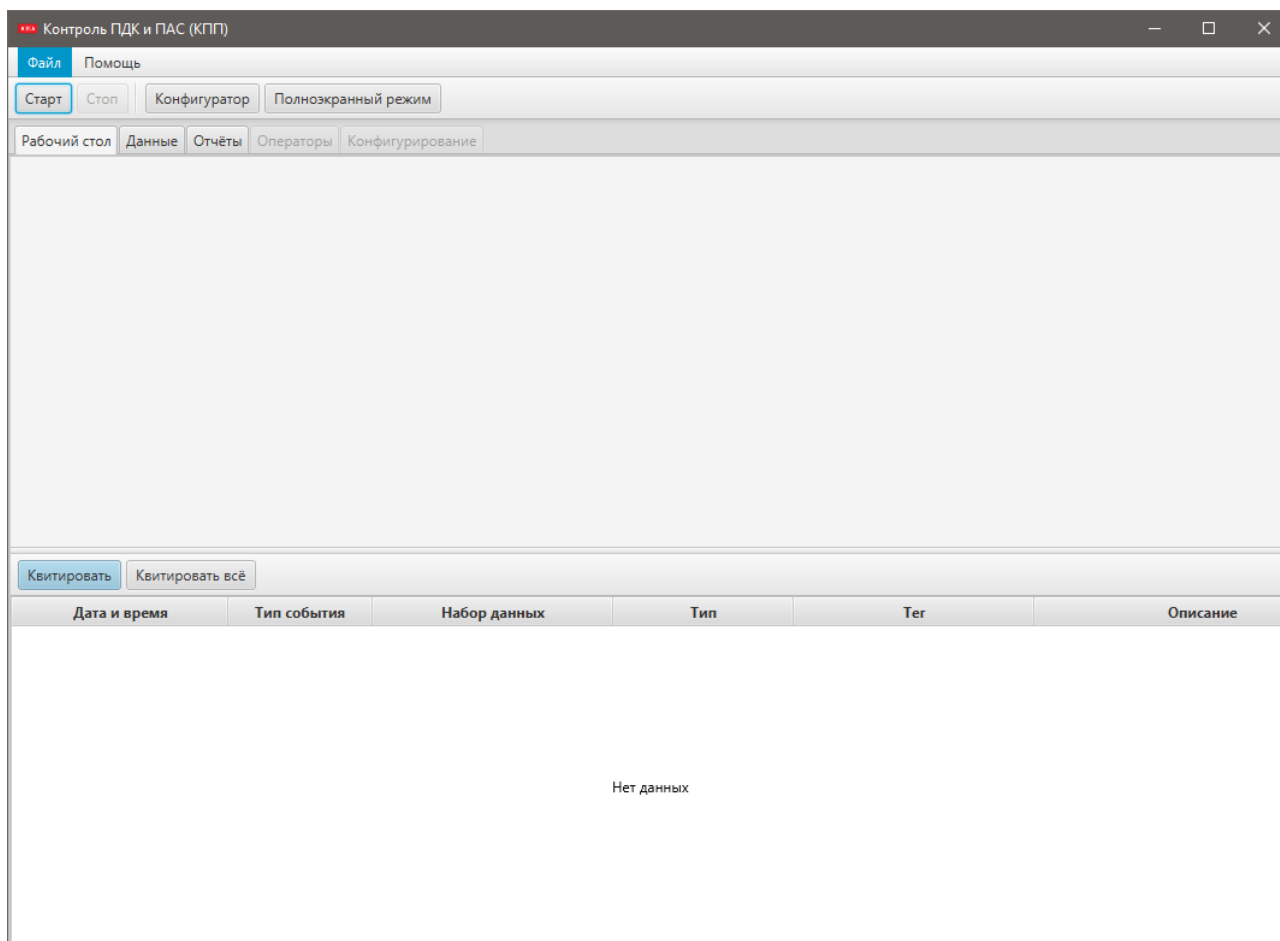 Контроль ПДК и ПАС (КПП)
Файл Помощь
Старт Стоп Конфигуратор Полноэкранный режим
Рабочий стол Данные Отчёты Операторы Конфигурирование
Квитировать Квитировать всё
Дата и время Тип события Набор данных Тип Тег Описание
Нет данных